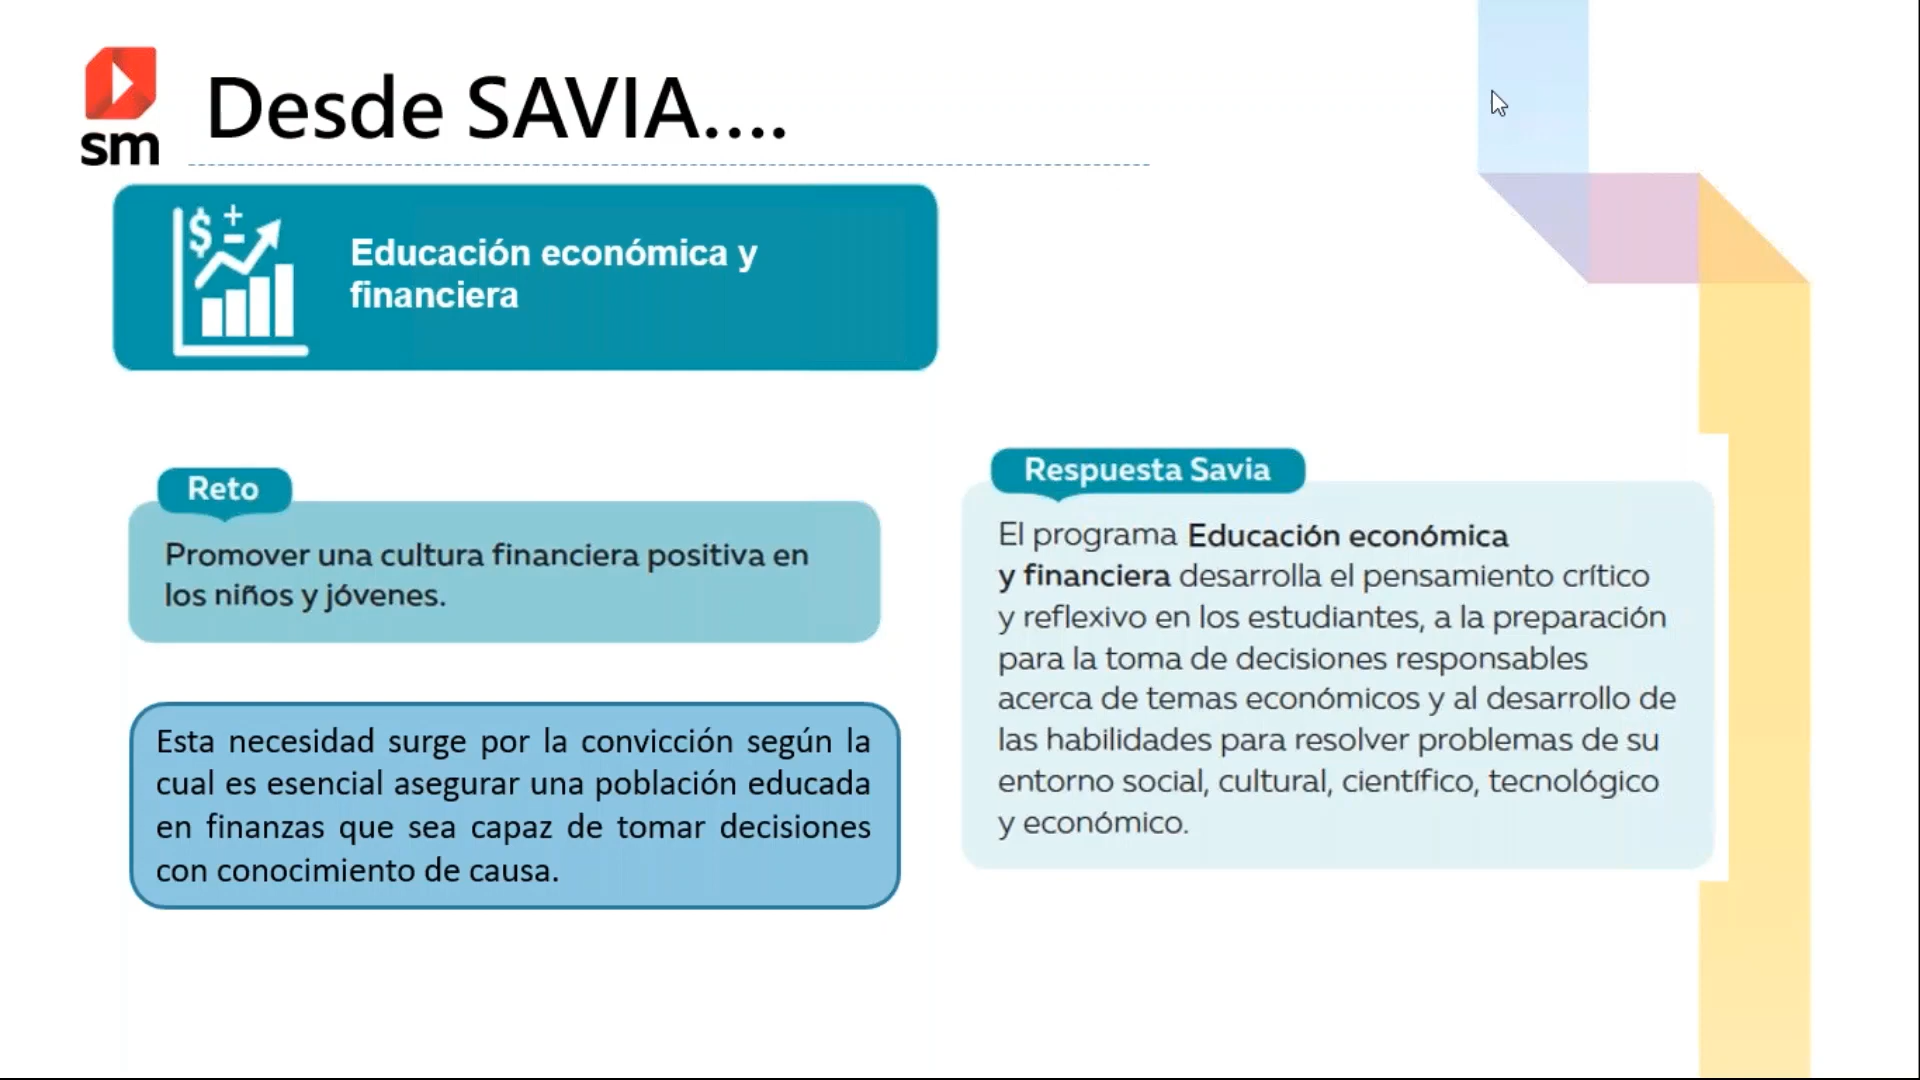 sm
Desde SAVIA....
$ + −
Educación económica y
financiera
Reto
Promover una cultura financiera positiva en
los niños y jóvenes.
Esta necesidad surge por la convicción según la
cual es esencial asegurar una población educada
en finanzas que sea capaz de tomar decisiones
con conocimiento de causa.
Respuesta Savia
El programa Educación económica
y financiera desarrolla el pensamiento crítico
y reflexivo en los estudiantes, a la preparación
para la toma de decisiones responsables
acerca de temas económicos y al desarrollo de
las habilidades para resolver problemas de su
entorno social, cultural, científico, tecnológico
y económico.